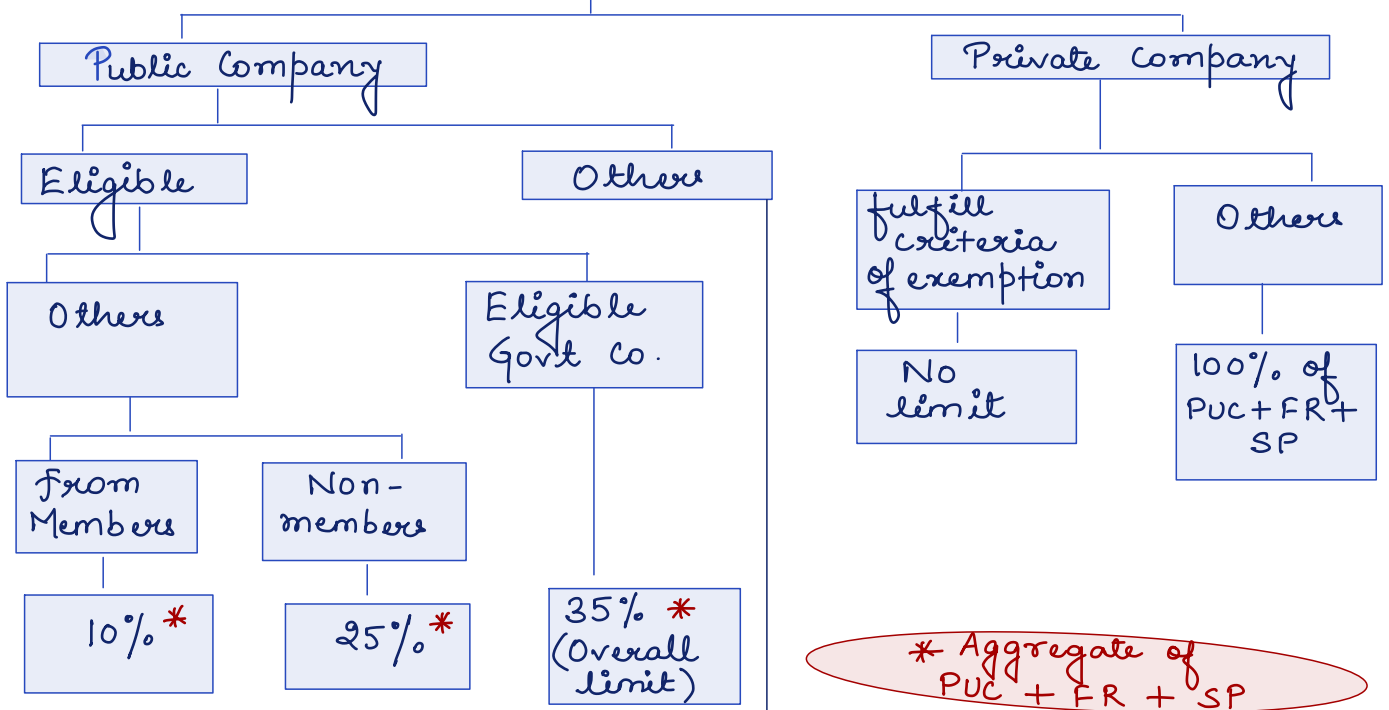 Public Company
Private Company
Eligible
Others
fulfill
criteria
of exemption
Others
Others
Eligible
Govt Co.
No
limit
100% of
PUC + FR +
SP
From
Members
Non-
members
10% *
25% *
35% *
(Overall
limit)
* Aggregate of
PUC + FR + SP